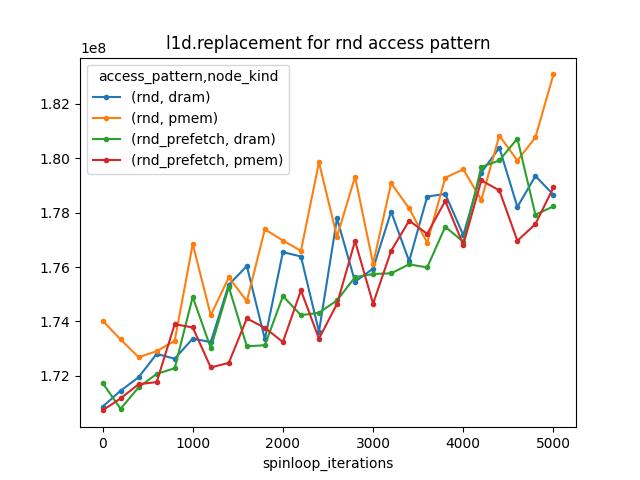 l1d.replacement for rnd access pattern
1e8
access_pattern,node_kind
(rnd, dram)
(rnd, pmem)
(rnd_prefetch, dram)
(rnd_prefetch, pmem)
1.82
1.80
1.78
1.76
1.74
1.72
0 1000 2000 3000 4000 5000
spinloop_iterations